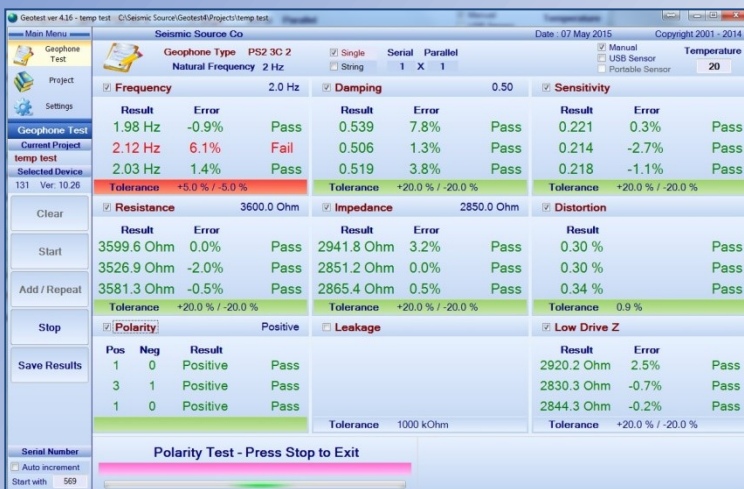 Geotest ver 4.16 - temp test C:\Seismic Source\Geotest4\Projects\temp test
Main Menu
Seismic Source Co
Date : 07 May 2015
Copyright 2001 - 2014
Geophone Test
Geophone Type PS2 3C 2
Natural Frequency 2 Hz
Single
String
Serial Parallel
1 X 1
Manual
USB Sensor
Portable Sensor
Temperature
20
Project
Settings
Geophone Test
Current Project
temp test
Selected Device
131 Ver: 10.26
Clear
Start
Add / Repeat
Stop
Save Results
Serial Number
Auto increment
Start with 569
Frequency 2.0 Hz
Result Error
1.98 Hz -0.9% Pass
2.12 Hz 6.1% Fail
2.03 Hz 1.4% Pass
Tolerance +5.0 % / -5.0 %
Damping 0.50
Result Error
0.539 7.8% Pass
0.506 1.3% Pass
0.519 3.8% Pass
Tolerance +20.0 % / -20.0 %
Sensitivity
Result Error
0.221 0.3% Pass
0.214 -2.7% Pass
0.218 -1.1% Pass
Tolerance +20.0 % / -20.0 %
Resistance 3600.0 Ohm
Result Error
3599.6 Ohm 0.0% Pass
3526.9 Ohm -2.0% Pass
3581.3 Ohm -0.5% Pass
Tolerance +20.0 % / -20.0 %
Impedance 2850.0 Ohm
Result Error
2941.8 Ohm 3.2% Pass
2851.2 Ohm 0.0% Pass
2865.4 Ohm 0.5% Pass
Tolerance +20.0 % / -20.0 %
Distortion
Result
0.30 % Pass
0.30 % Pass
0.34 % Pass
Tolerance 0.9 %
Polarity Positive
Pos Neg Result
1 0 Positive Pass
3 1 Positive Pass
1 0 Positive Pass
Leakage
Tolerance 1000 kOhm
Low Drive Z
Result Error
2920.2 Ohm 2.5% Pass
2830.3 Ohm -0.7% Pass
2844.3 Ohm -0.2% Pass
Tolerance +20.0 % / -20.0 %
Polarity Test - Press Stop to Exit